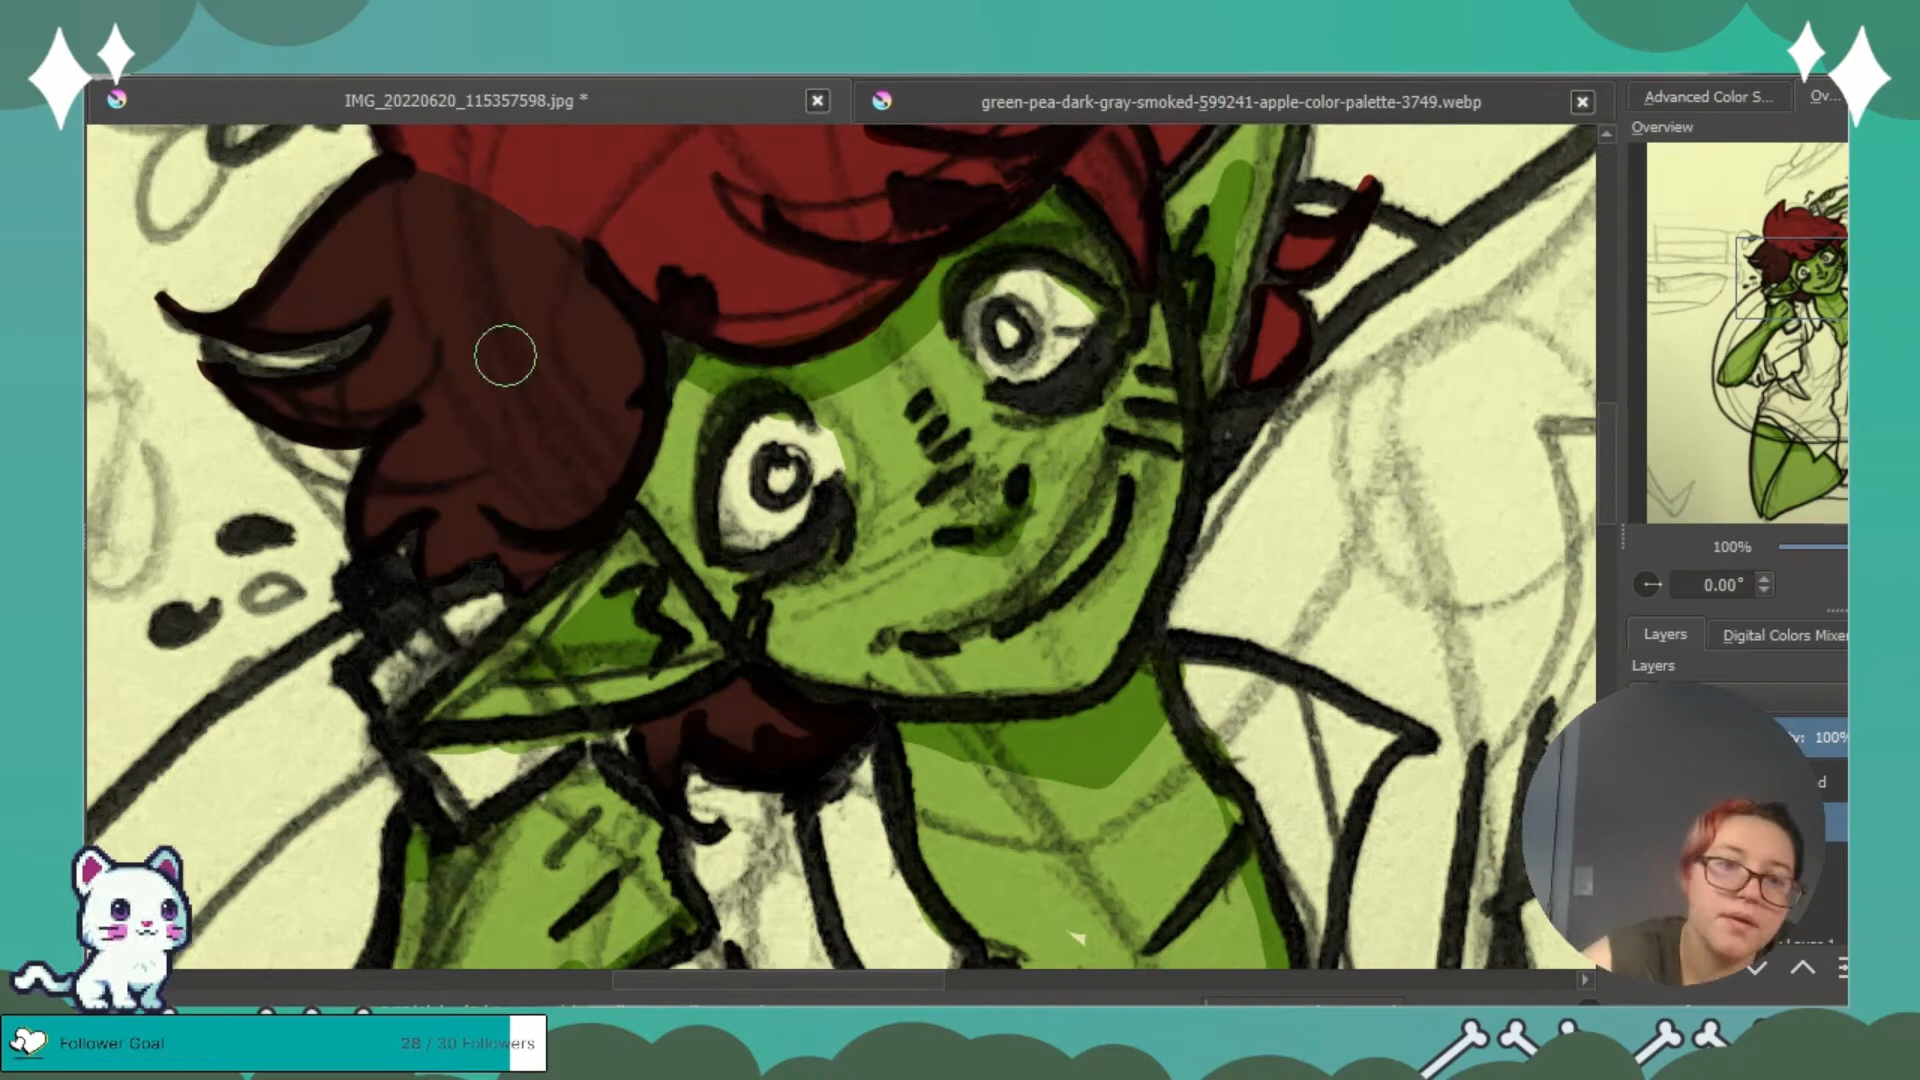 IMG_20220620_115357598.jpg *
green-pea-dark-gray-smoked-599241-apple-color-palette-3749.webp
Advanced Color S...
Ov...
Overview
100%
0.00°
Layers
Digital Colors Mixer
Layers
100%
d
Follower Goal
28 / 30 Followers